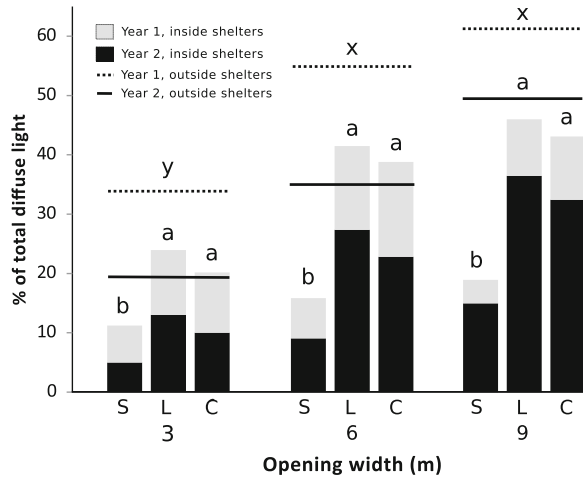 60
50
40
30
20
10
0
% of total diffuse light
Year 1, inside shelters
Year 2, inside shelters
Year 1, outside shelters
Year 2, outside shelters
y
a
a
b
x
a
a
b
x
a
a
b
S L C S L C S L C
3 6 9
Opening width (m)